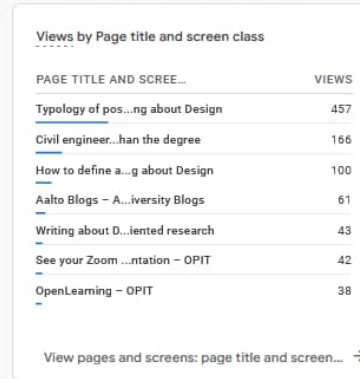 Views by Page title and screen class
PAGE TITLE AND SCREE... VIEWS
Typology of pos...ng about Design 457
Civil engineer...han the degree 166
How to define a...g about Design 100
Aalto Blogs – A...iversity Blogs 61
Writing about D...iented research 43
See your Zoom ...ntation – OPIT 42
OpenLearning – OPIT 38
View pages and screens: page title and screen... →